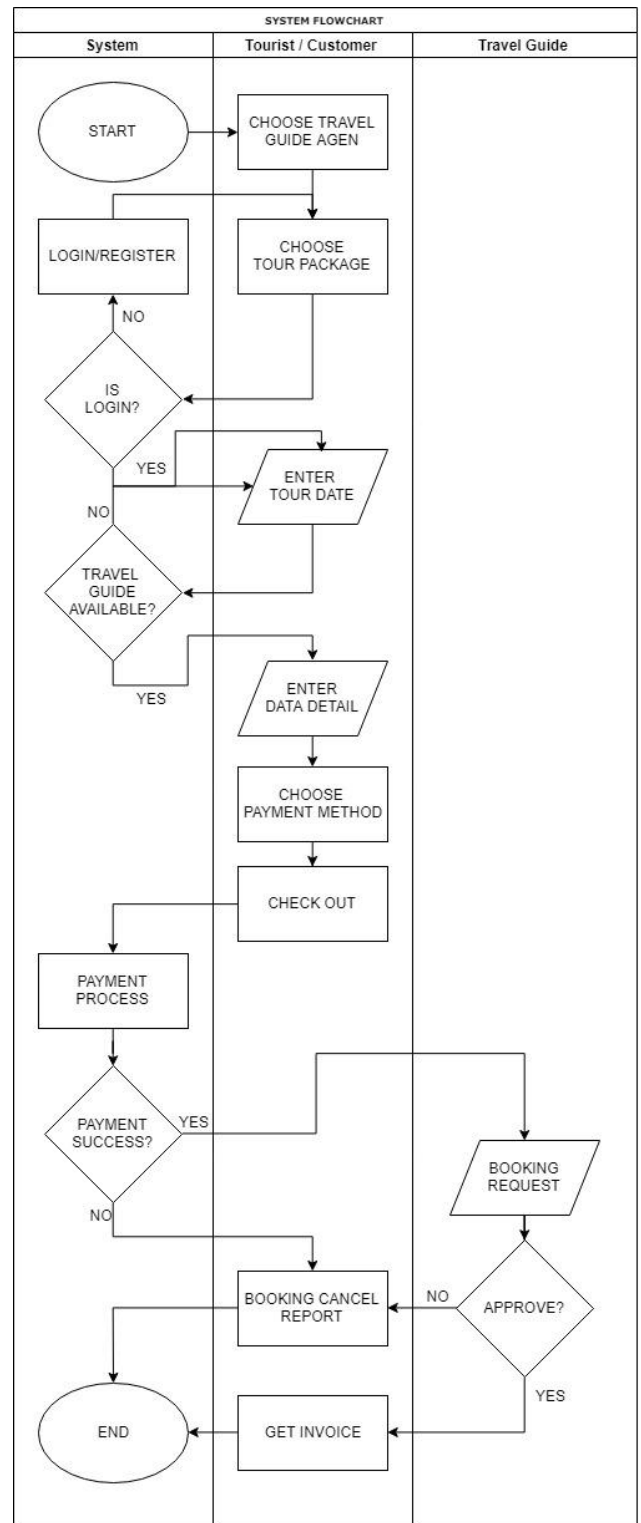 SYSTEM FLOWCHART
System
Tourist / Customer
Travel Guide
START
CHOOSE TRAVEL
GUIDE AGEN
LOGIN/REGISTER
CHOOSE
TOUR PACKAGE
NO
IS
LOGIN?
YES
ENTER
TOUR DATE
NO
TRAVEL
GUIDE
AVAILABLE?
YES
ENTER
DATA DETAIL
CHOOSE
PAYMENT METHOD
CHECK OUT
PAYMENT
PROCESS
PAYMENT
SUCCESS?
YES
BOOKING
REQUEST
NO
BOOKING CANCEL
REPORT
NO
APPROVE?
YES
END
GET INVOICE